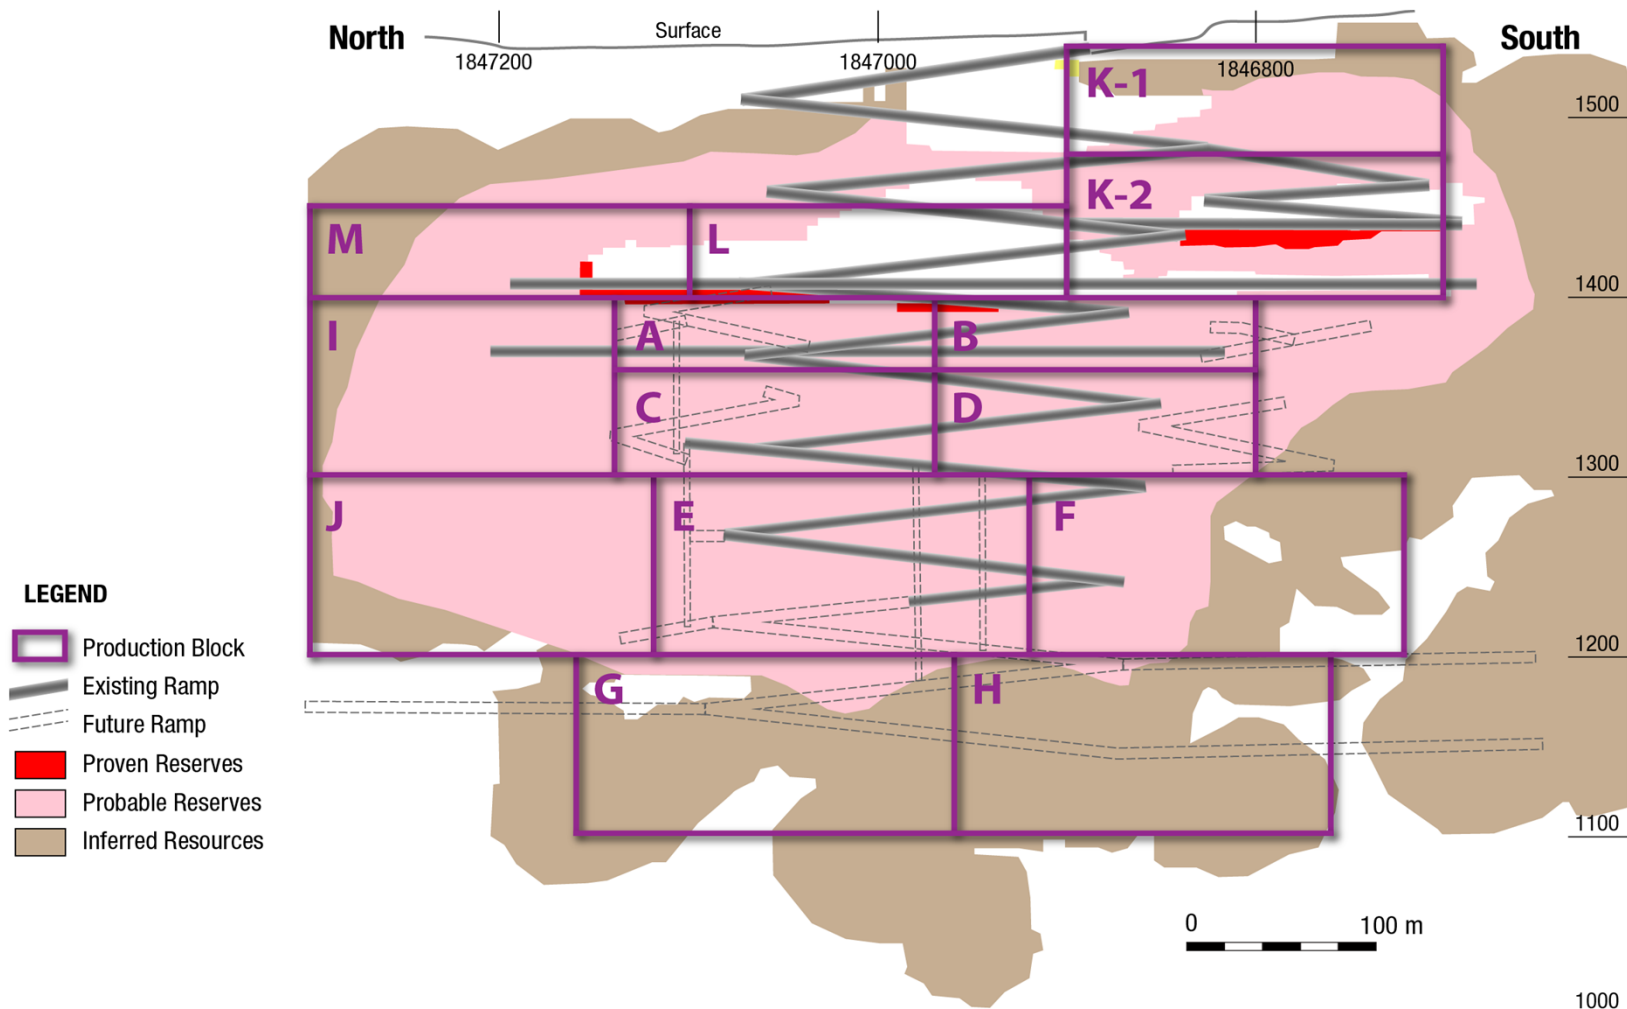 North
Surface
South
1847200
1847000
1846800
K-1
1500
K-2
M
L
1400
I
A
B
C
D
1300
J
E
F
LEGEND
Production Block
1200
Existing Ramp
G
H
Future Ramp
Proven Reserves
Probable Reserves
1100
Inferred Resources
0
100 m
1000